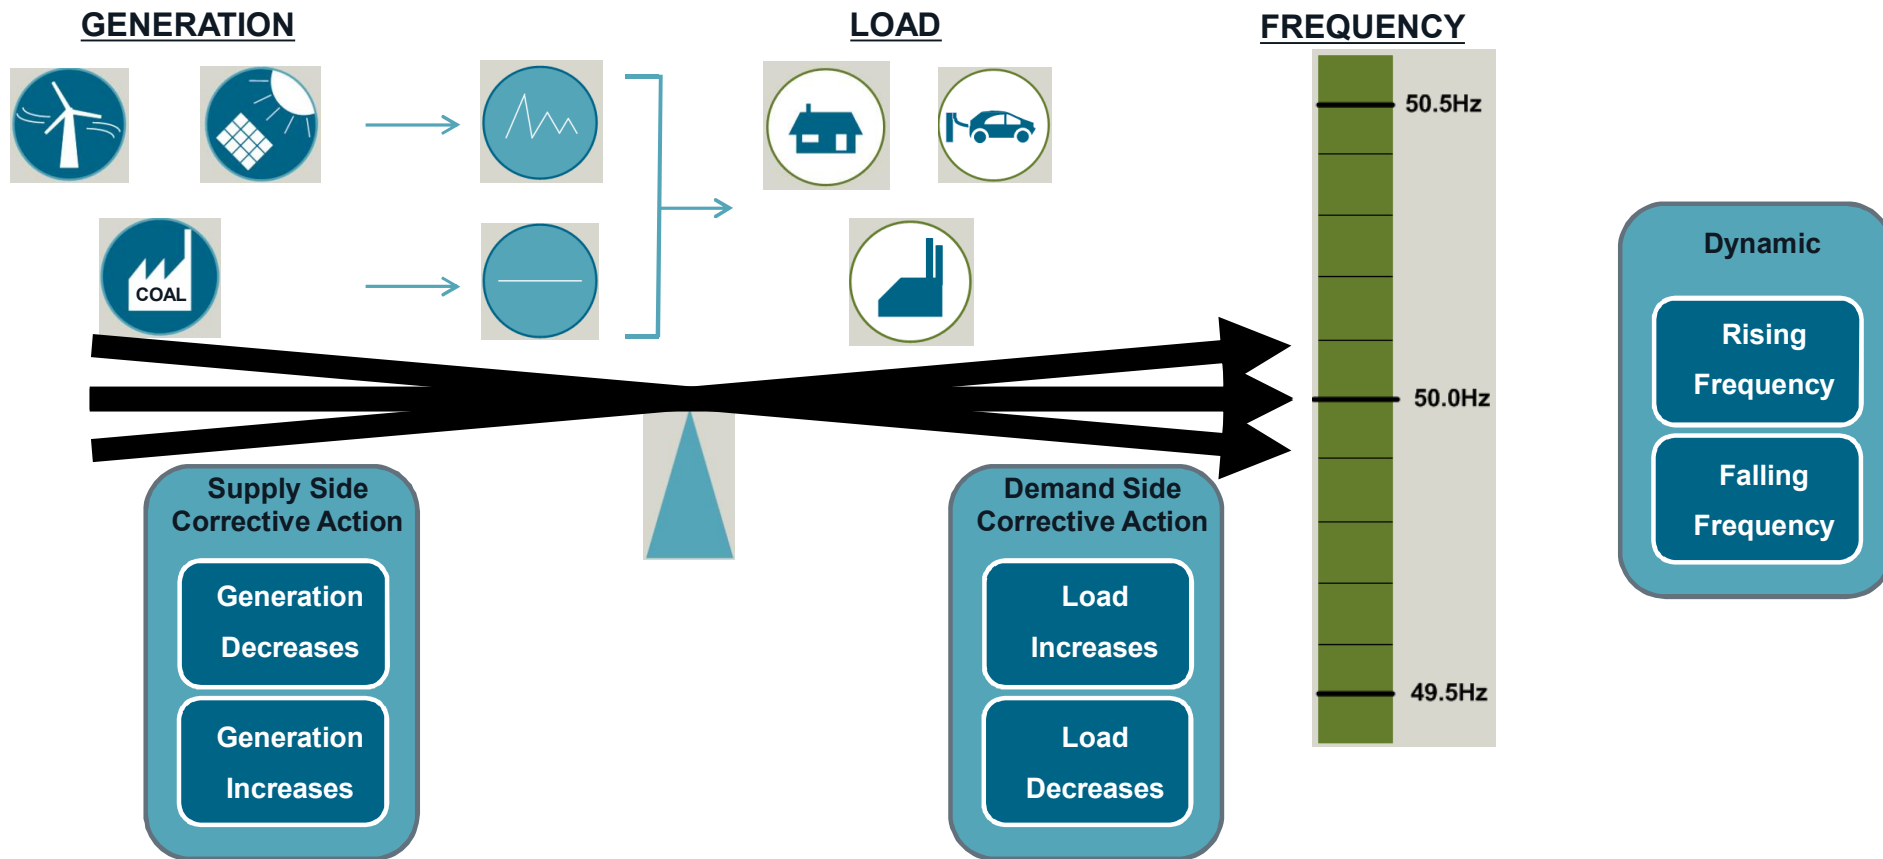 GENERATION
LOAD
FREQUENCY
COAL
50.5Hz
50.0Hz
49.5Hz
Dynamic
Rising
Frequency
Falling
Frequency
Supply Side
Corrective Action
Generation
Decreases
Generation
Increases
Demand Side
Corrective Action
Load
Increases
Load
Decreases